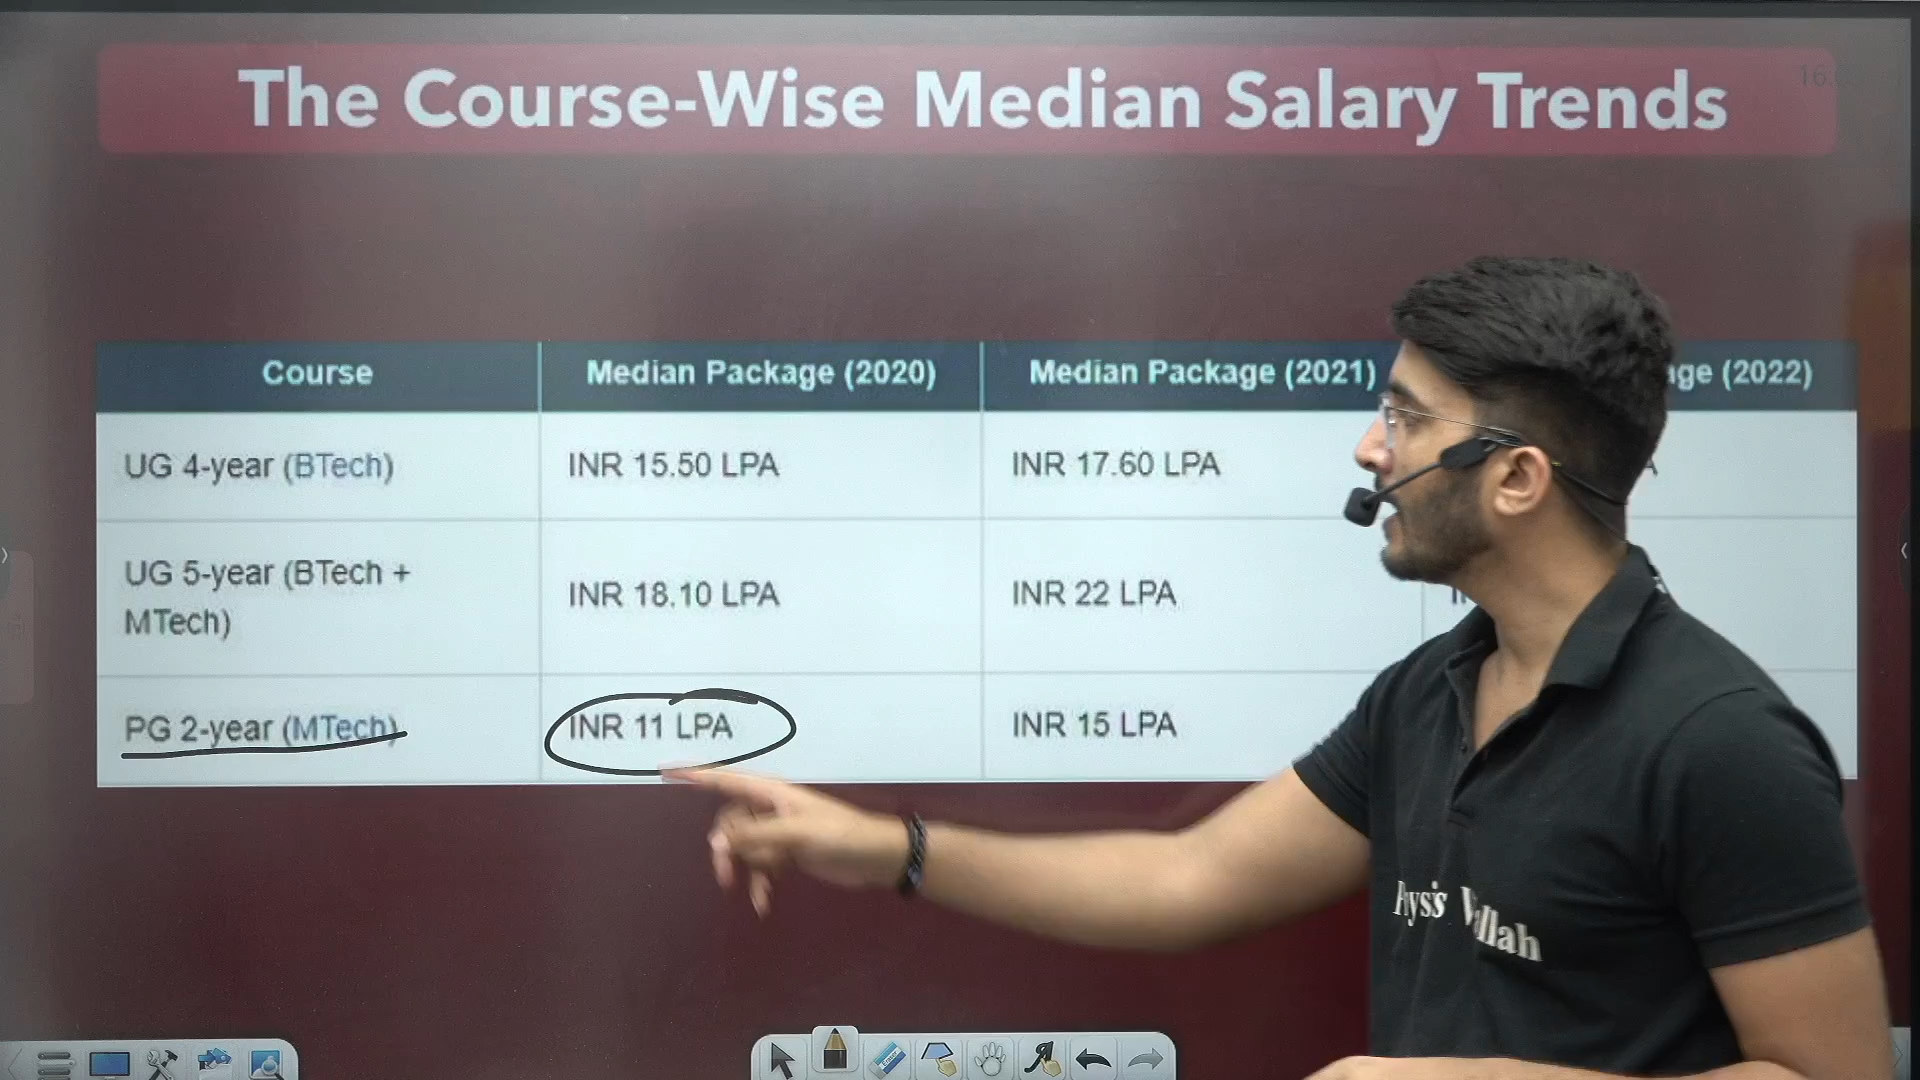 The Course-Wise Median Salary Trends
Course
Median Package (2020)
Median Package (2021)
(2022)
UG 4-year (BTech)
INR 15.50 LPA
INR 17.60 LPA
UG 5-year (BTech +
MTech)
INR 18.10 LPA
INR 22 LPA
PG 2-year (MTech)
INR 11 LPA
INR 15 LPA